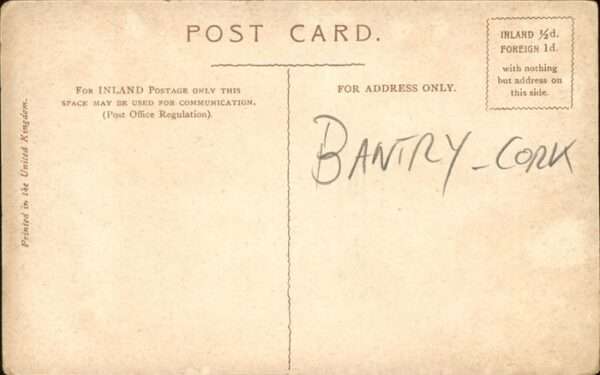 POST CARD.
INLAND ½d.
FOREIGN 1d.
with nothing
but address on
this side.
FOR INLAND POSTAGE ONLY THIS
SPACE MAY BE USED FOR COMMUNICATION.
(Post Office Regulation).
FOR ADDRESS ONLY.
BANTRY - CORK
Printed in the United Kingdom.